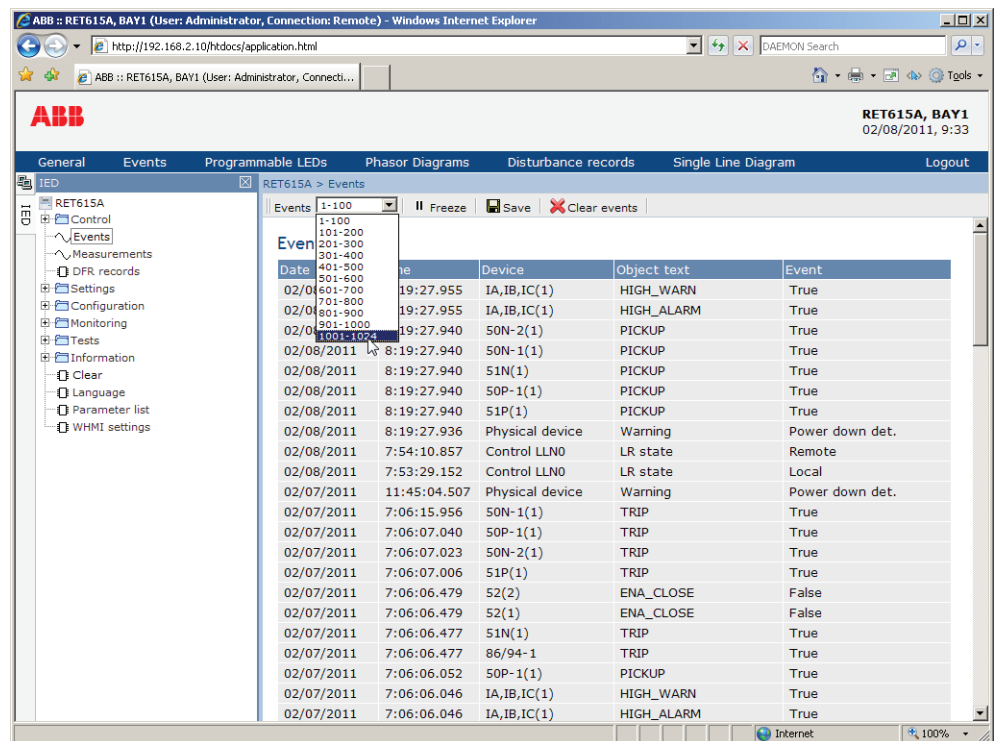 ABB :: RET615A, BAY1 (User: Administrator, Connection: Remote) - Windows Internet Explorer
http://192.168.2.10/htdocs/application.html
DAEMON Search
ABB :: RET615A, BAY1 (User: Administrator, Connecti...
Tools
ABB
RET615A, BAY1
02/08/2011, 9:33
General Events Programmable LEDs Phasor Diagrams Disturbance records Single Line Diagram Logout
IED
IED
RET615A
Control
Events
Measurements
DFR records
Settings
Configuration
Monitoring
Tests
Information
Clear
Language
Parameter list
WHMI settings
RET615A > Events
Events 1-100 Freeze Save Clear events
1-100
101-200
201-300
301-400
401-500
501-600
601-700
701-800
801-900
901-1000
1001-1024
Even
Date me Device Object text Event
02/0 19:27.955 IA,IB,IC(1) HIGH_WARN True
02/0 19:27.955 IA,IB,IC(1) HIGH_ALARM True
02/0 19:27.940 50N-2(1) PICKUP True
02/08/2011 8:19:27.940 50N-1(1) PICKUP True
02/08/2011 8:19:27.940 51N(1) PICKUP True
02/08/2011 8:19:27.940 50P-1(1) PICKUP True
02/08/2011 8:19:27.940 51P(1) PICKUP True
02/08/2011 8:19:27.936 Physical device Warning Power down det.
02/08/2011 7:54:10.857 Control LLN0 LR state Remote
02/08/2011 7:53:29.152 Control LLN0 LR state Local
02/07/2011 11:45:04.507 Physical device Warning Power down det.
02/07/2011 7:06:15.956 50N-1(1) TRIP True
02/07/2011 7:06:07.040 50P-1(1) TRIP True
02/07/2011 7:06:07.023 50N-2(1) TRIP True
02/07/2011 7:06:07.006 51P(1) TRIP True
02/07/2011 7:06:06.479 52(2) ENA_CLOSE False
02/07/2011 7:06:06.479 52(1) ENA_CLOSE False
02/07/2011 7:06:06.477 51N(1) TRIP True
02/07/2011 7:06:06.477 86/94-1 TRIP True
02/07/2011 7:06:06.052 50P-1(1) PICKUP True
02/07/2011 7:06:06.046 IA,IB,IC(1) HIGH_WARN True
02/07/2011 7:06:06.046 IA,IB,IC(1) HIGH_ALARM True
Internet 100%